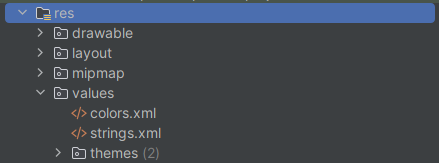 res
drawable
layout
mipmap
values
colors.xml
strings.xml
themes (2)